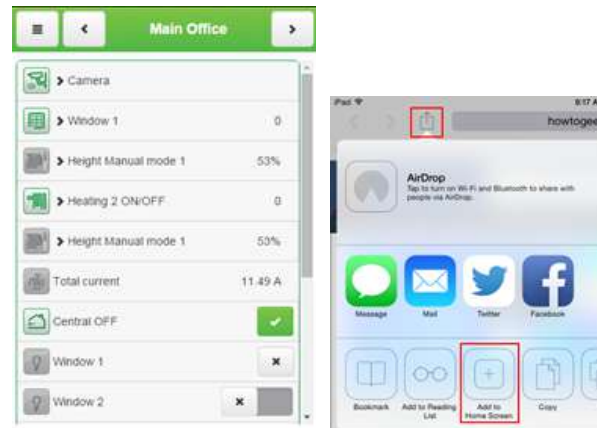 Main Office
Camera
Window 1 0
Height Manual mode 1 53%
Heating 2 ON/OFF 0
Height Manual mode 1 53%
Total current 11.49 A
Central OFF
Window 1
Window 2
iPad 9:17 A
howtogee
AirDrop
Tap to turn on Wi-Fi and Bluetooth to share with
people via AirDrop.
Message Mail Twitter Facebook
Bookmark Add to Reading List Add to Home Screen Copy